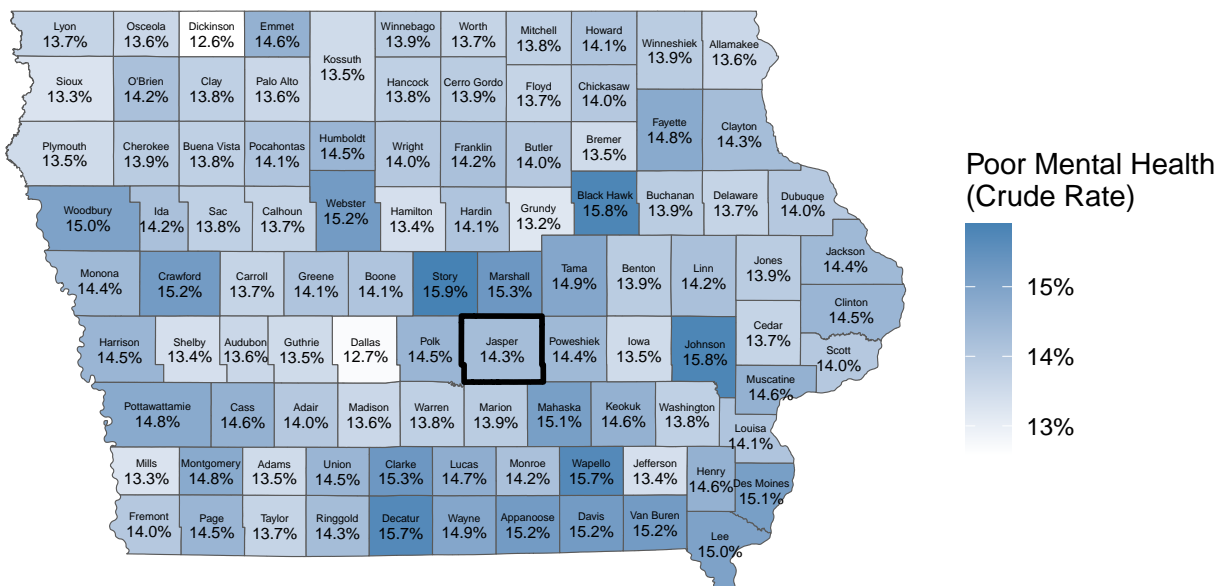 Lyon
13.7%
Osceola
13.6%
Dickinson
12.6%
Emmet
14.6%
Kossuth
13.5%
Winnebago
13.9%
Worth
13.7%
Mitchell
13.8%
Howard
14.1%
Winneshiek
13.9%
Allamakee
13.6%
Sioux
13.3%
O'Brien
14.2%
Clay
13.8%
Palo Alto
13.6%
Hancock
13.8%
Cerro Gordo
13.9%
Floyd
13.7%
Chickasaw
14.0%
Fayette
14.8%
Clayton
14.3%
Plymouth
13.5%
Cherokee
13.9%
Buena Vista
13.8%
Pocahontas
14.1%
Humboldt
14.5%
Wright
14.0%
Franklin
14.2%
Butler
14.0%
Bremer
13.5%
Woodbury
15.0%
Ida
14.2%
Sac
13.8%
Calhoun
13.7%
Webster
15.2%
Hamilton
13.4%
Hardin
14.1%
Grundy
13.2%
Black Hawk
15.8%
Buchanan
13.9%
Delaware
13.7%
Dubuque
14.0%
Monona
14.4%
Crawford
15.2%
Carroll
13.7%
Greene
14.1%
Boone
14.1%
Story
15.9%
Marshall
15.3%
Tama
14.9%
Benton
13.9%
Linn
14.2%
Jones
13.9%
Jackson
14.4%
Clinton
14.5%
Harrison
14.5%
Shelby
13.4%
Audubon
13.6%
Guthrie
13.5%
Dallas
12.7%
Polk
14.5%
Jasper
14.3%
Poweshiek
14.4%
Iowa
13.5%
Johnson
15.8%
Cedar
13.7%
Scott
14.0%
Muscatine
14.6%
Pottawattamie
14.8%
Cass
14.6%
Adair
14.0%
Madison
13.6%
Warren
13.8%
Marion
13.9%
Mahaska
15.1%
Keokuk
14.6%
Washington
13.8%
Louisa
14.1%
Mills
13.3%
Montgomery
14.8%
Adams
13.5%
Union
14.5%
Clarke
15.3%
Lucas
14.7%
Monroe
14.2%
Wapello
15.7%
Jefferson
13.4%
Henry
14.6%
Des Moines
15.1%
Fremont
14.0%
Page
14.5%
Taylor
13.7%
Ringgold
14.3%
Decatur
15.7%
Wayne
14.9%
Appanoose
15.2%
Davis
15.2%
Van Buren
15.2%
Lee
15.0%
Poor Mental Health
(Crude Rate)
15%
14%
13%